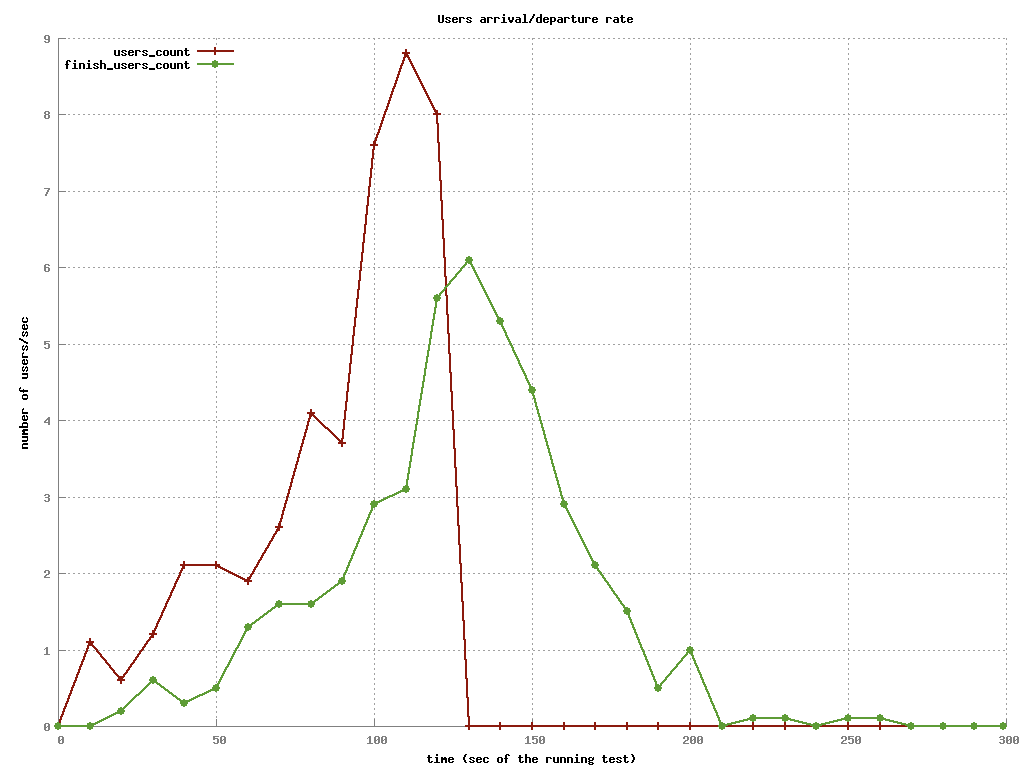 Users arrival/departure rate
users_count
finish_users_count
9
8
7
6
5
4
3
2
1
0
number of users/sec
0 50 100 150 200 250 300
time (sec of the running test)